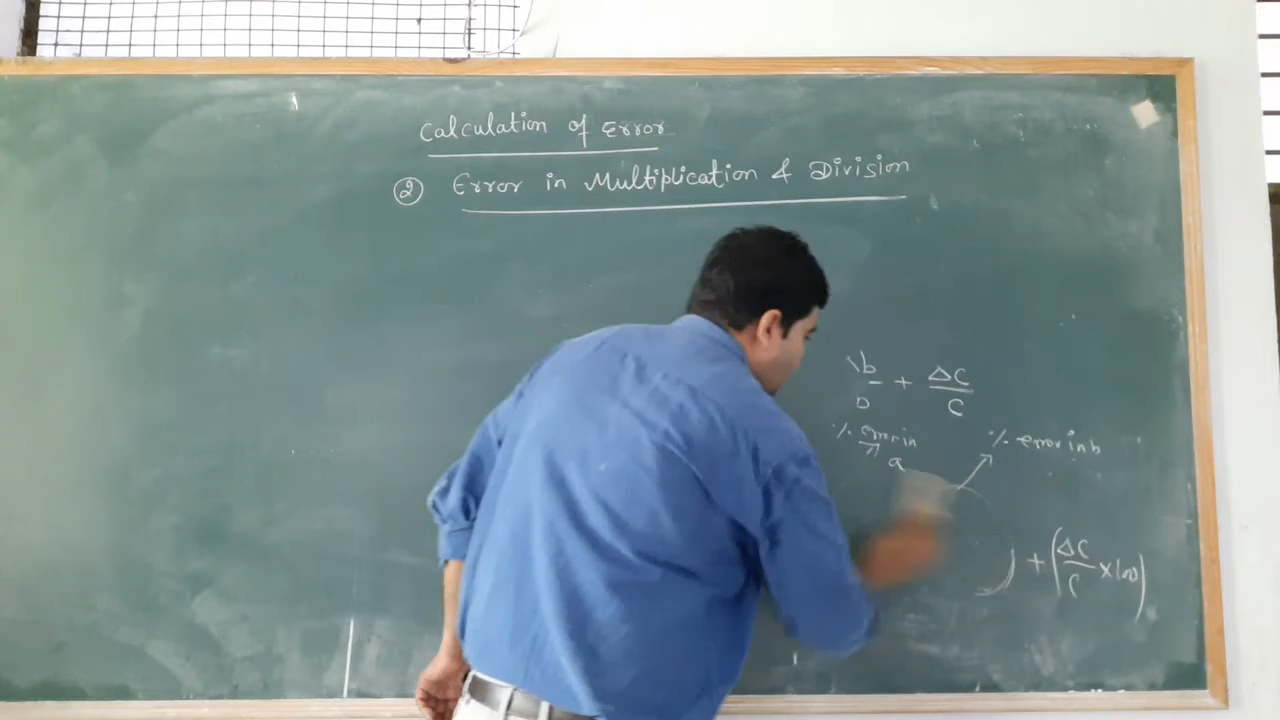 Calculation of Error
② Error in Multiplication & Division
b + ΔC
C
% error in
a
% error in b
) + (ΔC/C × 100)